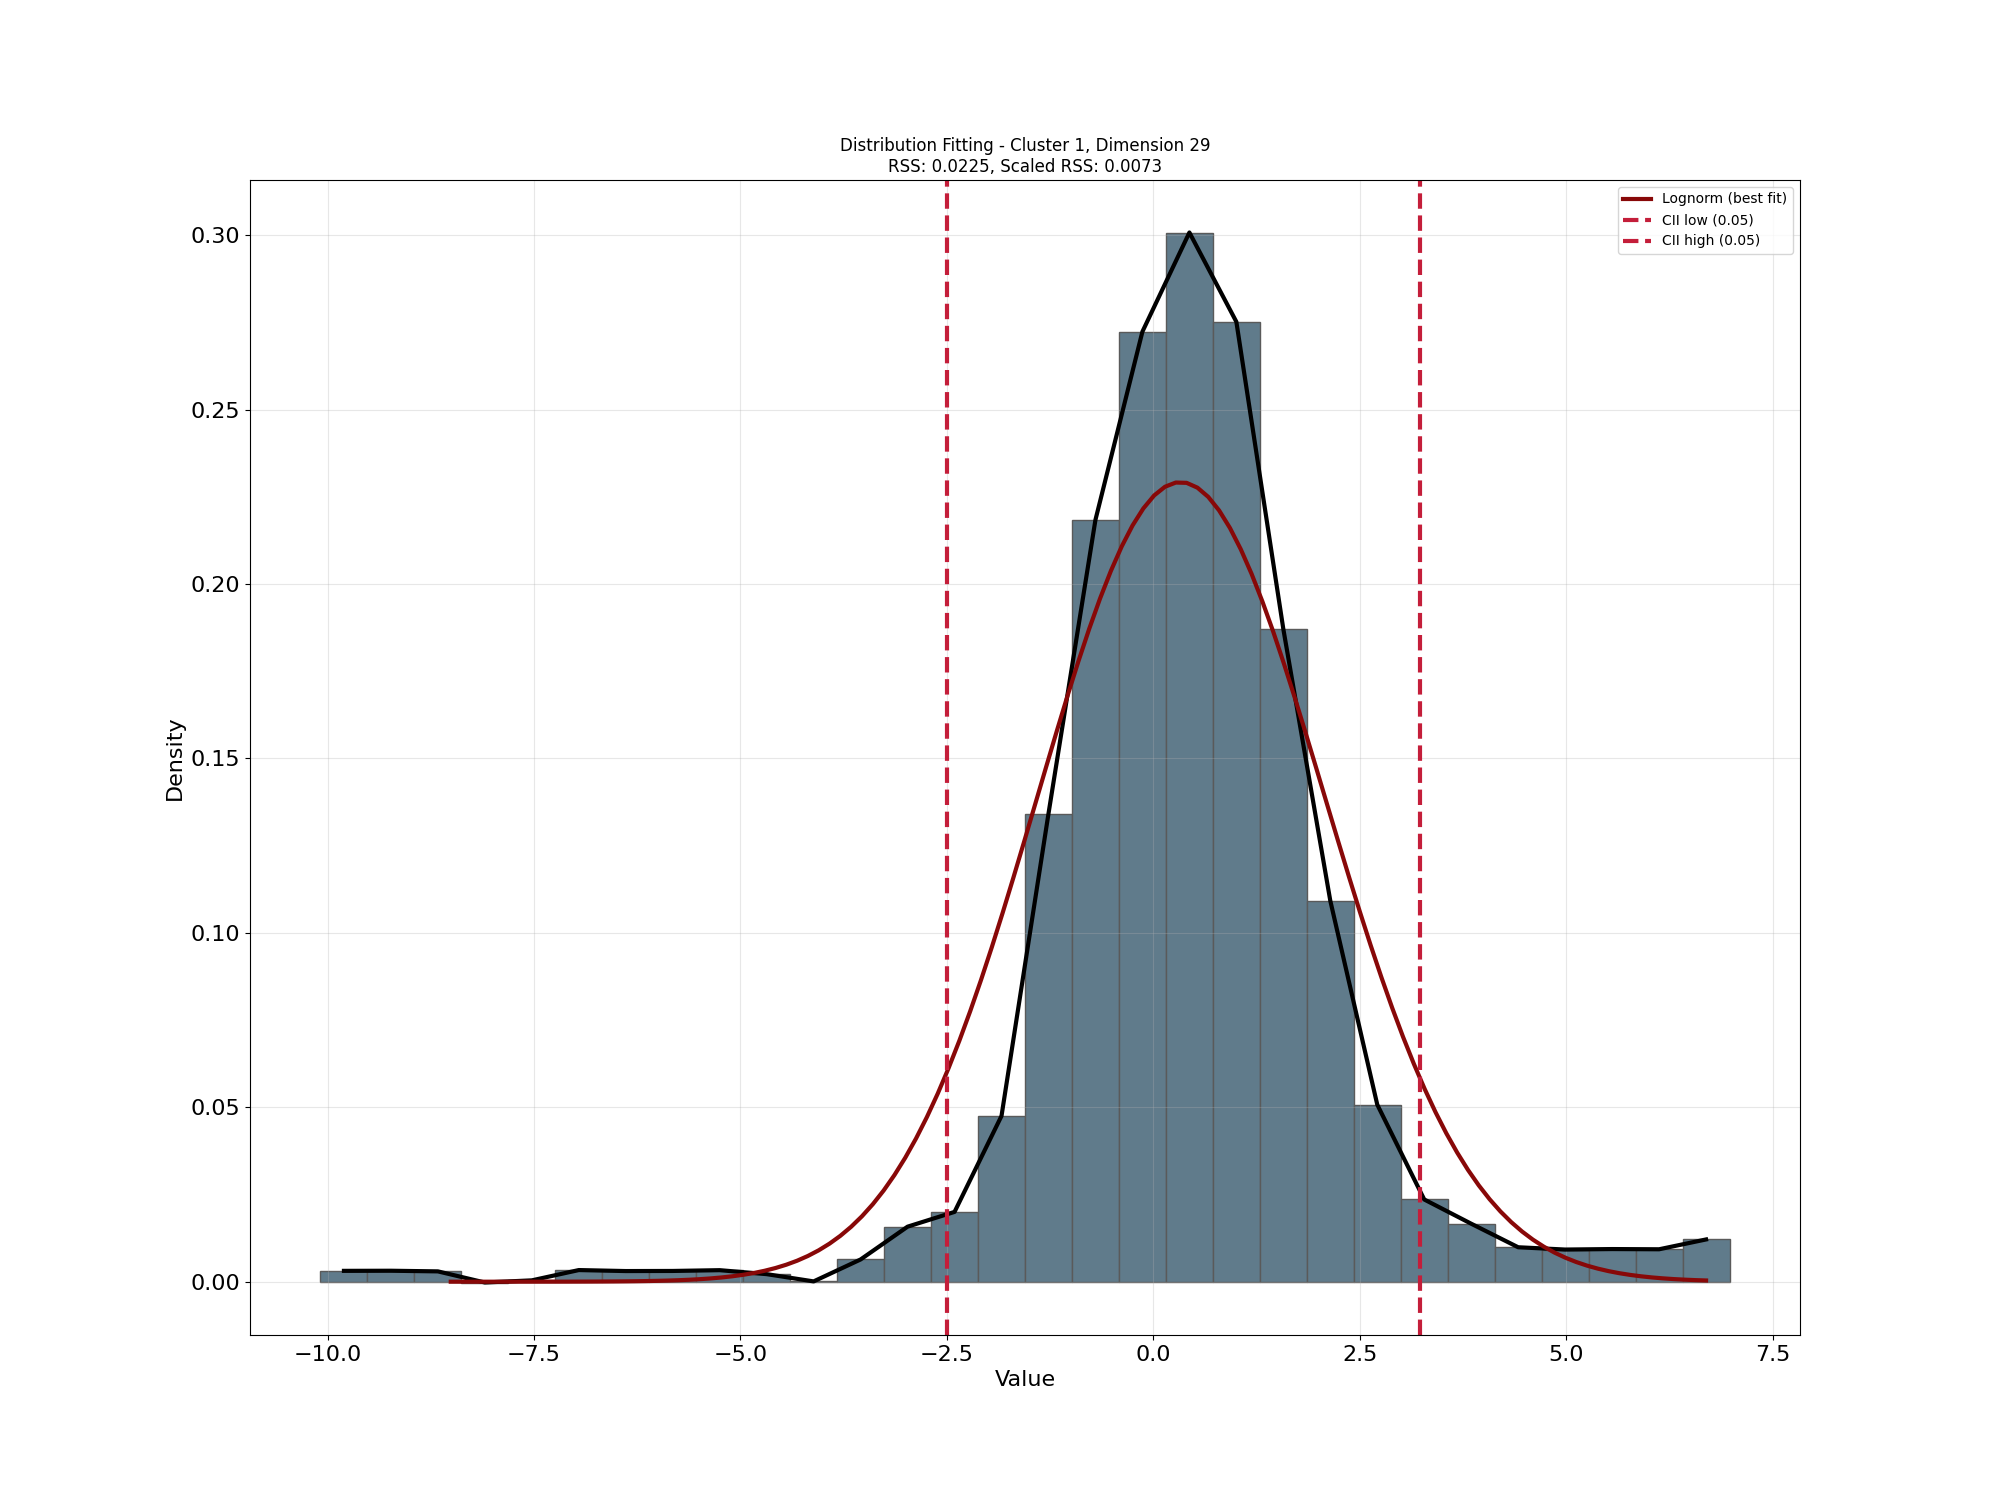 Distribution Fitting - Cluster 1, Dimension 29
RSS: 0.0225, Scaled RSS: 0.0073
Lognorm (best fit)
CII low (0.05)
CII high (0.05)
0.30
0.25
0.20
0.15
0.10
0.05
0.00
Density
−10.0 −7.5 −5.0 −2.5 0.0 2.5 5.0 7.5
Value